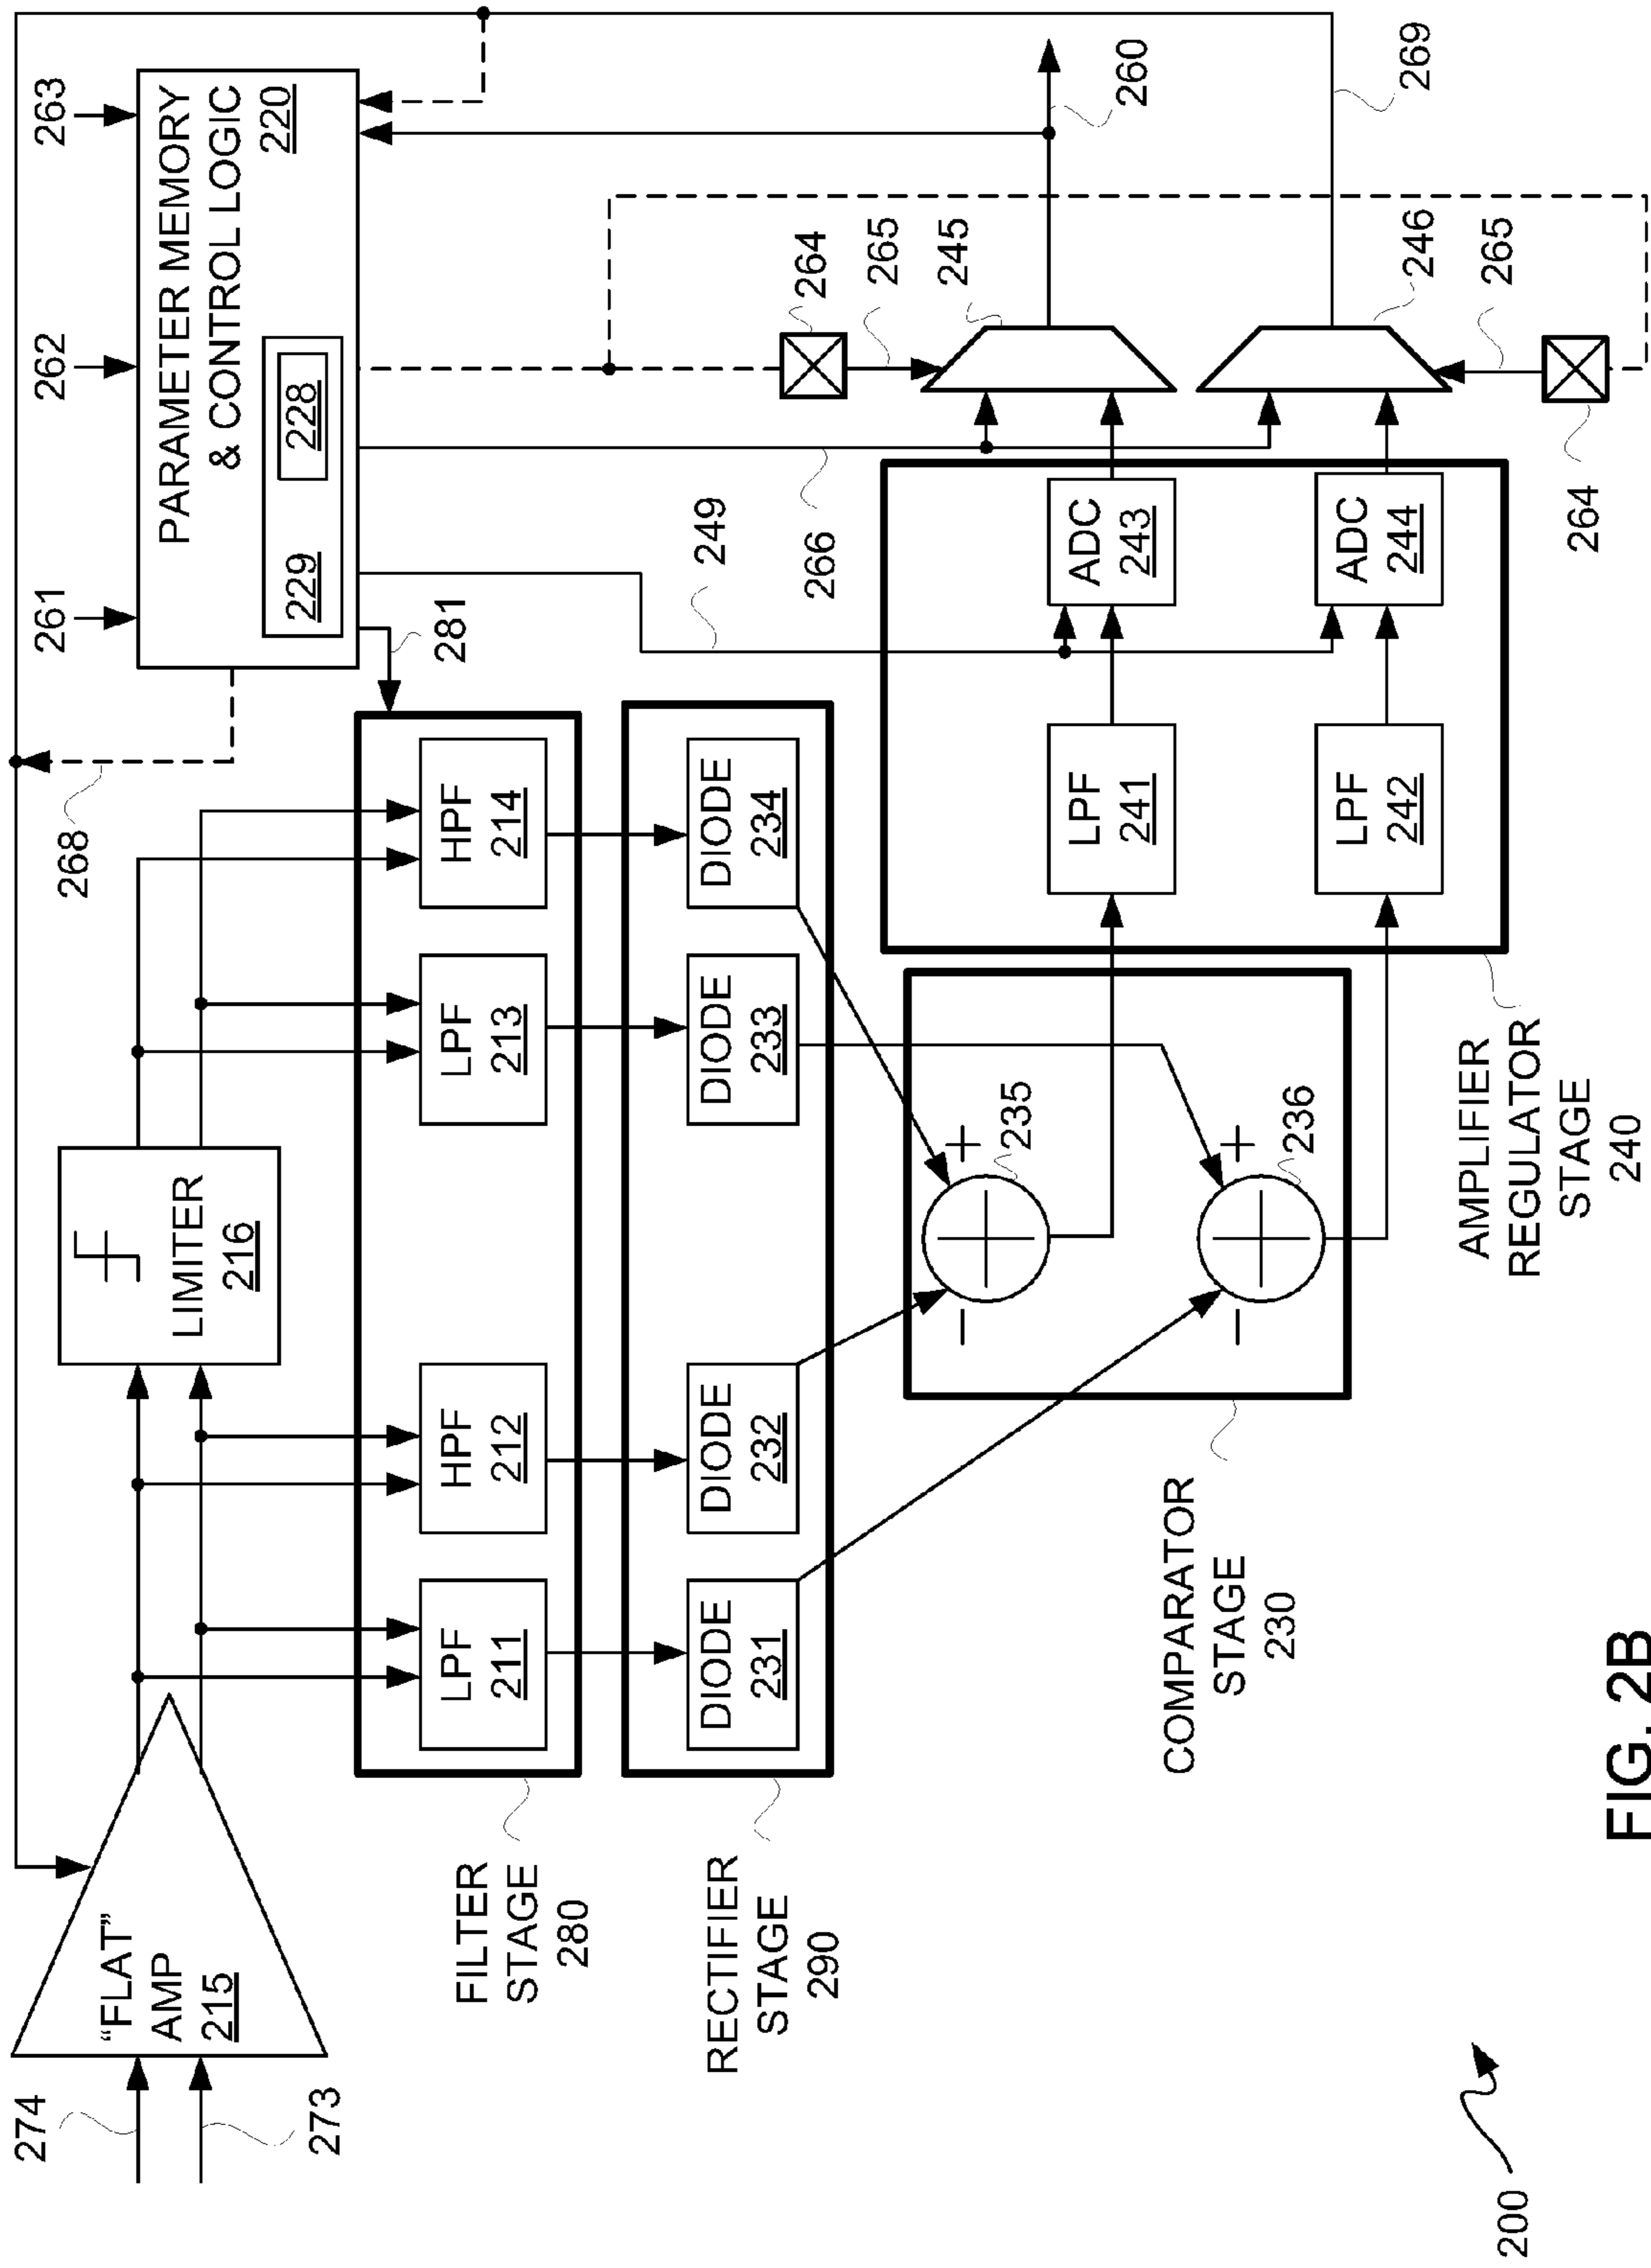 274
273
“FLAT”
AMP
215
LIMITER
216
268
261
262
263
PARAMETER MEMORY
& CONTROL LOGIC
220
229
228
281
FILTER
STAGE
280
LPF
211
HPF
212
LPF
213
HPF
214
RECTIFIER
STAGE
290
DIODE
231
DIODE
232
DIODE
233
DIODE
234
249
266
264
265
245
260
COMPARATOR
STAGE
230
−
+
235
−
+
236
LPF
241
ADC
243
LPF
242
ADC
244
246
265
269
264
AMPLIFIER
REGULATOR
STAGE
240
200
FIG. 2B